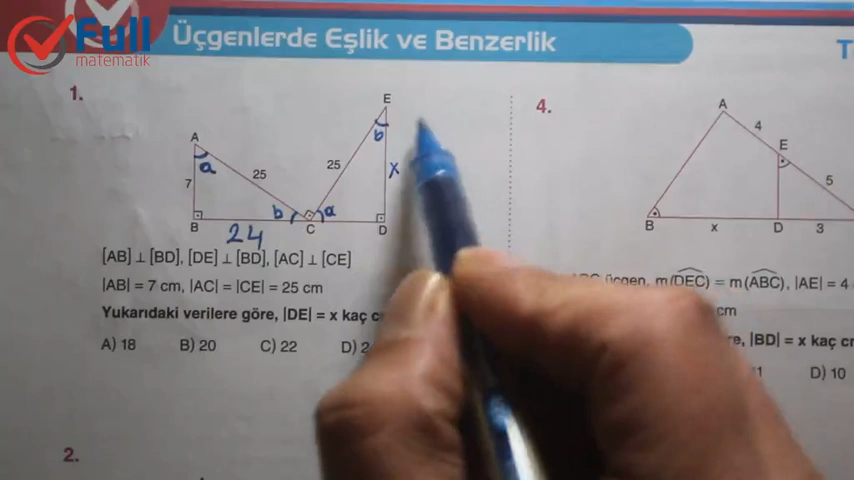 Full
matematik
Üçgenlerde Eşlik ve Benzerlik
T
1.
E
A
b
a
25
25
x
7
b
a
B
24
C
D
[AB] ⊥ [BD], [DE] ⊥ [BD], [AC] ⊥ [CE]
|AB| = 7 cm, |AC| = |CE| = 25 cm
Yukarıdaki verilere göre, |DE| = x kaç c
A) 18 B) 20 C) 22 D) 2
2.
4.
A
4
E
5
B
x
D
3
üçgen, m(DEC) = m(ABC), |AE| = 4
cm
re, |BD| = x kaç cm
1 D) 10